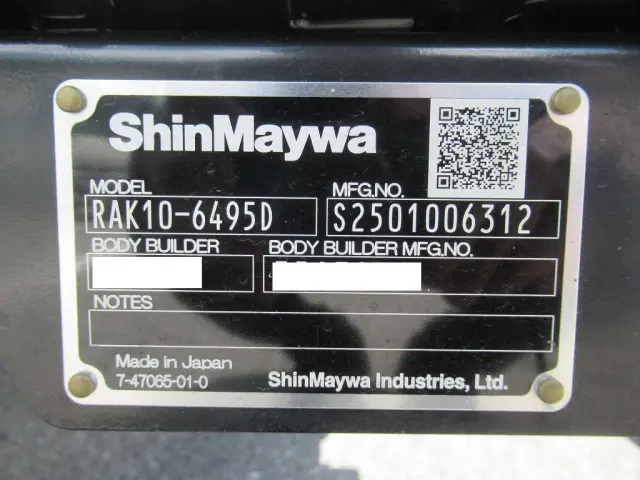 ShinMaywa
MODEL MFG.NO.
RAK10-6495D S2501006312
BODY BUILDER BODY BUILDER MFG.NO.
NOTES
Made in Japan
7-47065-01-0 ShinMaywa Industries, Ltd.